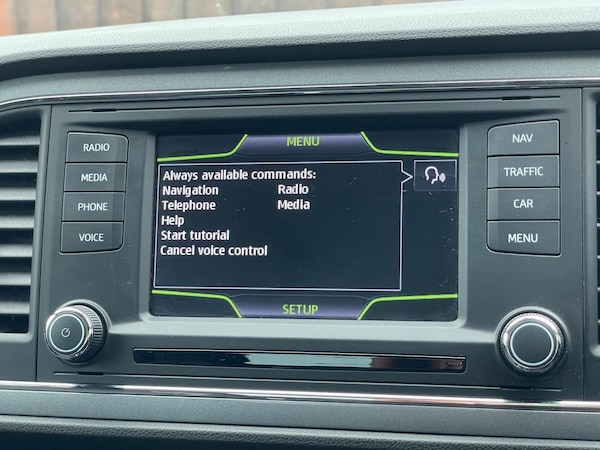 RADIO
MEDIA
PHONE
VOICE
MENU
Always available commands:
Navigation Radio
Telephone Media
Help
Start tutorial
Cancel voice control
SETUP
NAV
TRAFFIC
CAR
MENU